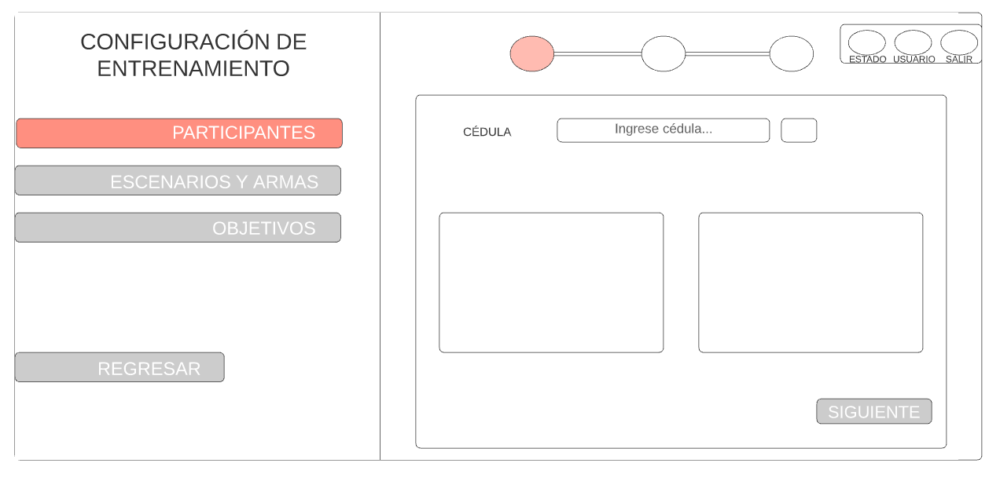 CONFIGURACIÓN DE
ENTRENAMIENTO
PARTICIPANTES
ESCENARIOS Y ARMAS
OBJETIVOS
REGRESAR
ESTADO USUARIO SALIR
CÉDULA Ingrese cédula...
SIGUIENTE